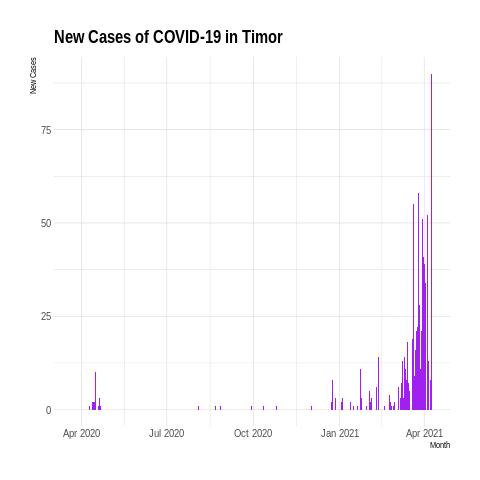 New Cases of COVID-19 in Timor
New Cases
75
50
25
0
Apr 2020
Jul 2020
Oct 2020
Jan 2021
Apr 2021
Month